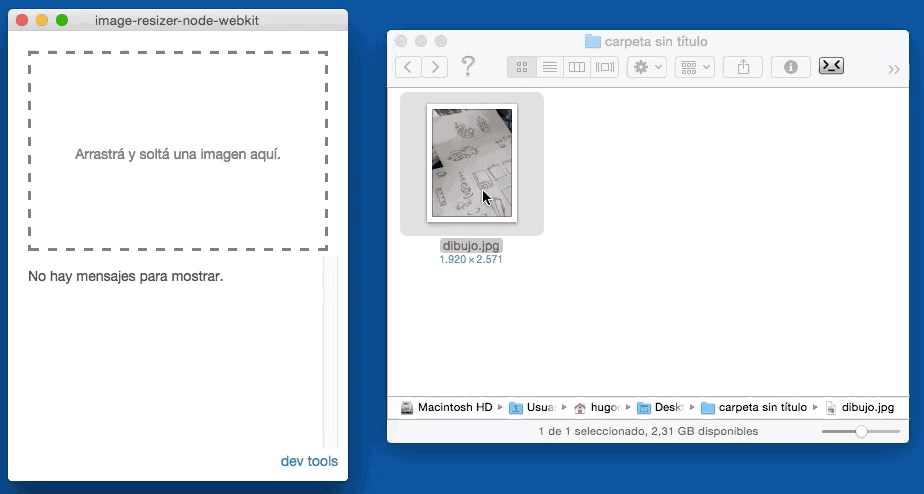 image-resizer-node-webkit
Arrastrá y soltá una imagen aquí.
No hay mensajes para mostrar.
dev tools
carpeta sin título
dibujo.jpg
1.920 × 2.571
Macintosh HD ▸ Usua ▸ hugo ▸ Desk ▸ carpeta sin título ▸ dibujo.jpg
1 de 1 seleccionado, 2,31 GB disponibles